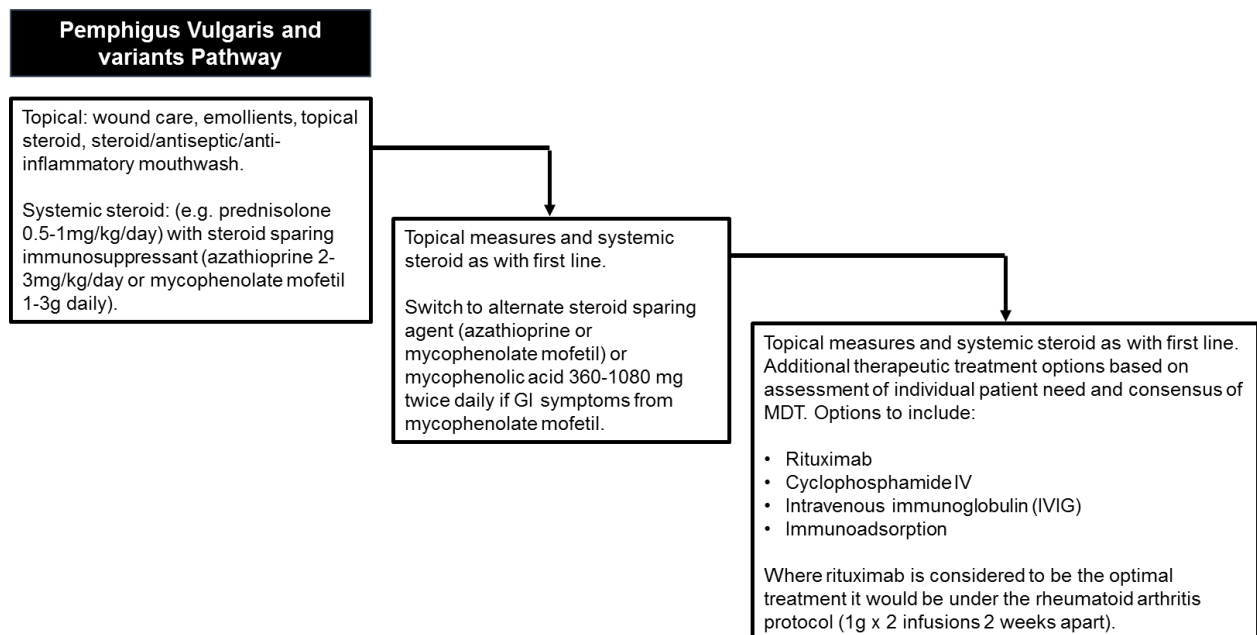 Pemphigus Vulgaris and
variants Pathway
Topical: wound care, emollients, topical
steroid, steroid/antiseptic/anti-
inflammatory mouthwash.
Systemic steroid: (e.g. prednisolone
0.5-1mg/kg/day) with steroid sparing
immunosuppressant (azathioprine 2-
3mg/kg/day or mycophenolate mofetil
1-3g daily).
Topical measures and systemic
steroid as with first line.
Switch to alternate steroid sparing
agent (azathioprine or
mycophenolate mofetil) or
mycophenolic acid 360-1080 mg
twice daily if GI symptoms from
mycophenolate mofetil.
Topical measures and systemic steroid as with first line.
Additional therapeutic treatment options based on
assessment of individual patient need and consensus of
MDT. Options to include:
• Rituximab
• Cyclophosphamide IV
• Intravenous immunoglobulin (IVIG)
• Immunoadsorption
Where rituximab is considered to be the optimal
treatment it would be under the rheumatoid arthritis
protocol (1g x 2 infusions 2 weeks apart).